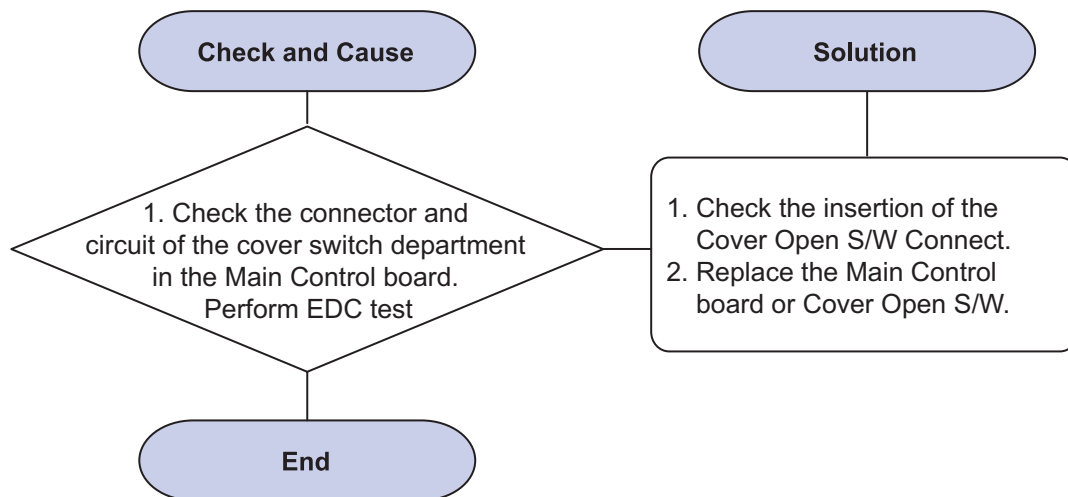 Check and Cause
1. Check the connector and
circuit of the cover switch department
in the Main Control board.
Perform EDC test
End
Solution
1. Check the insertion of the
Cover Open S/W Connect.
2. Replace the Main Control
board or Cover Open S/W.